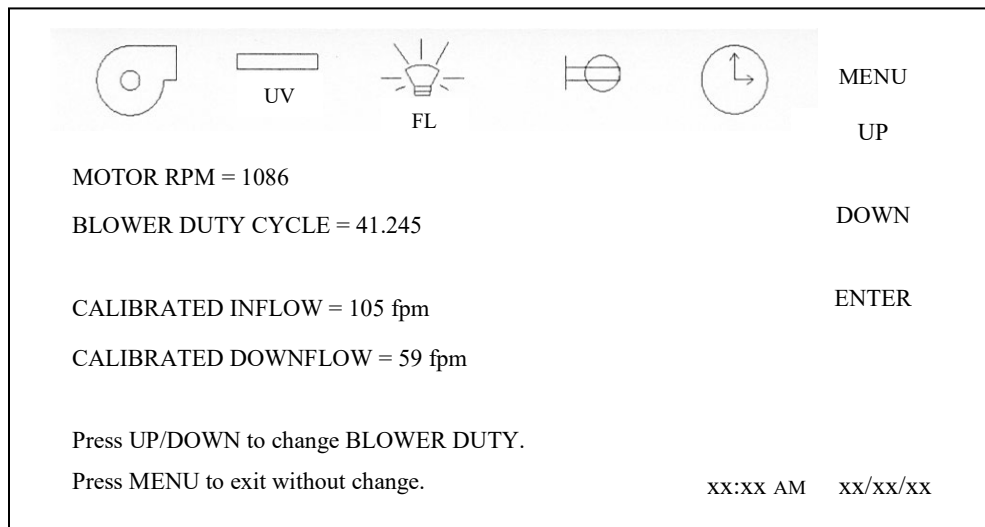 UV
FL
MENU
UP
MOTOR RPM = 1086
BLOWER DUTY CYCLE = 41.245
DOWN
CALIBRATED INFLOW = 105 fpm
ENTER
CALIBRATED DOWNFLOW = 59 fpm
Press UP/DOWN to change BLOWER DUTY.
Press MENU to exit without change.
xx:xx AM xx/xx/xx